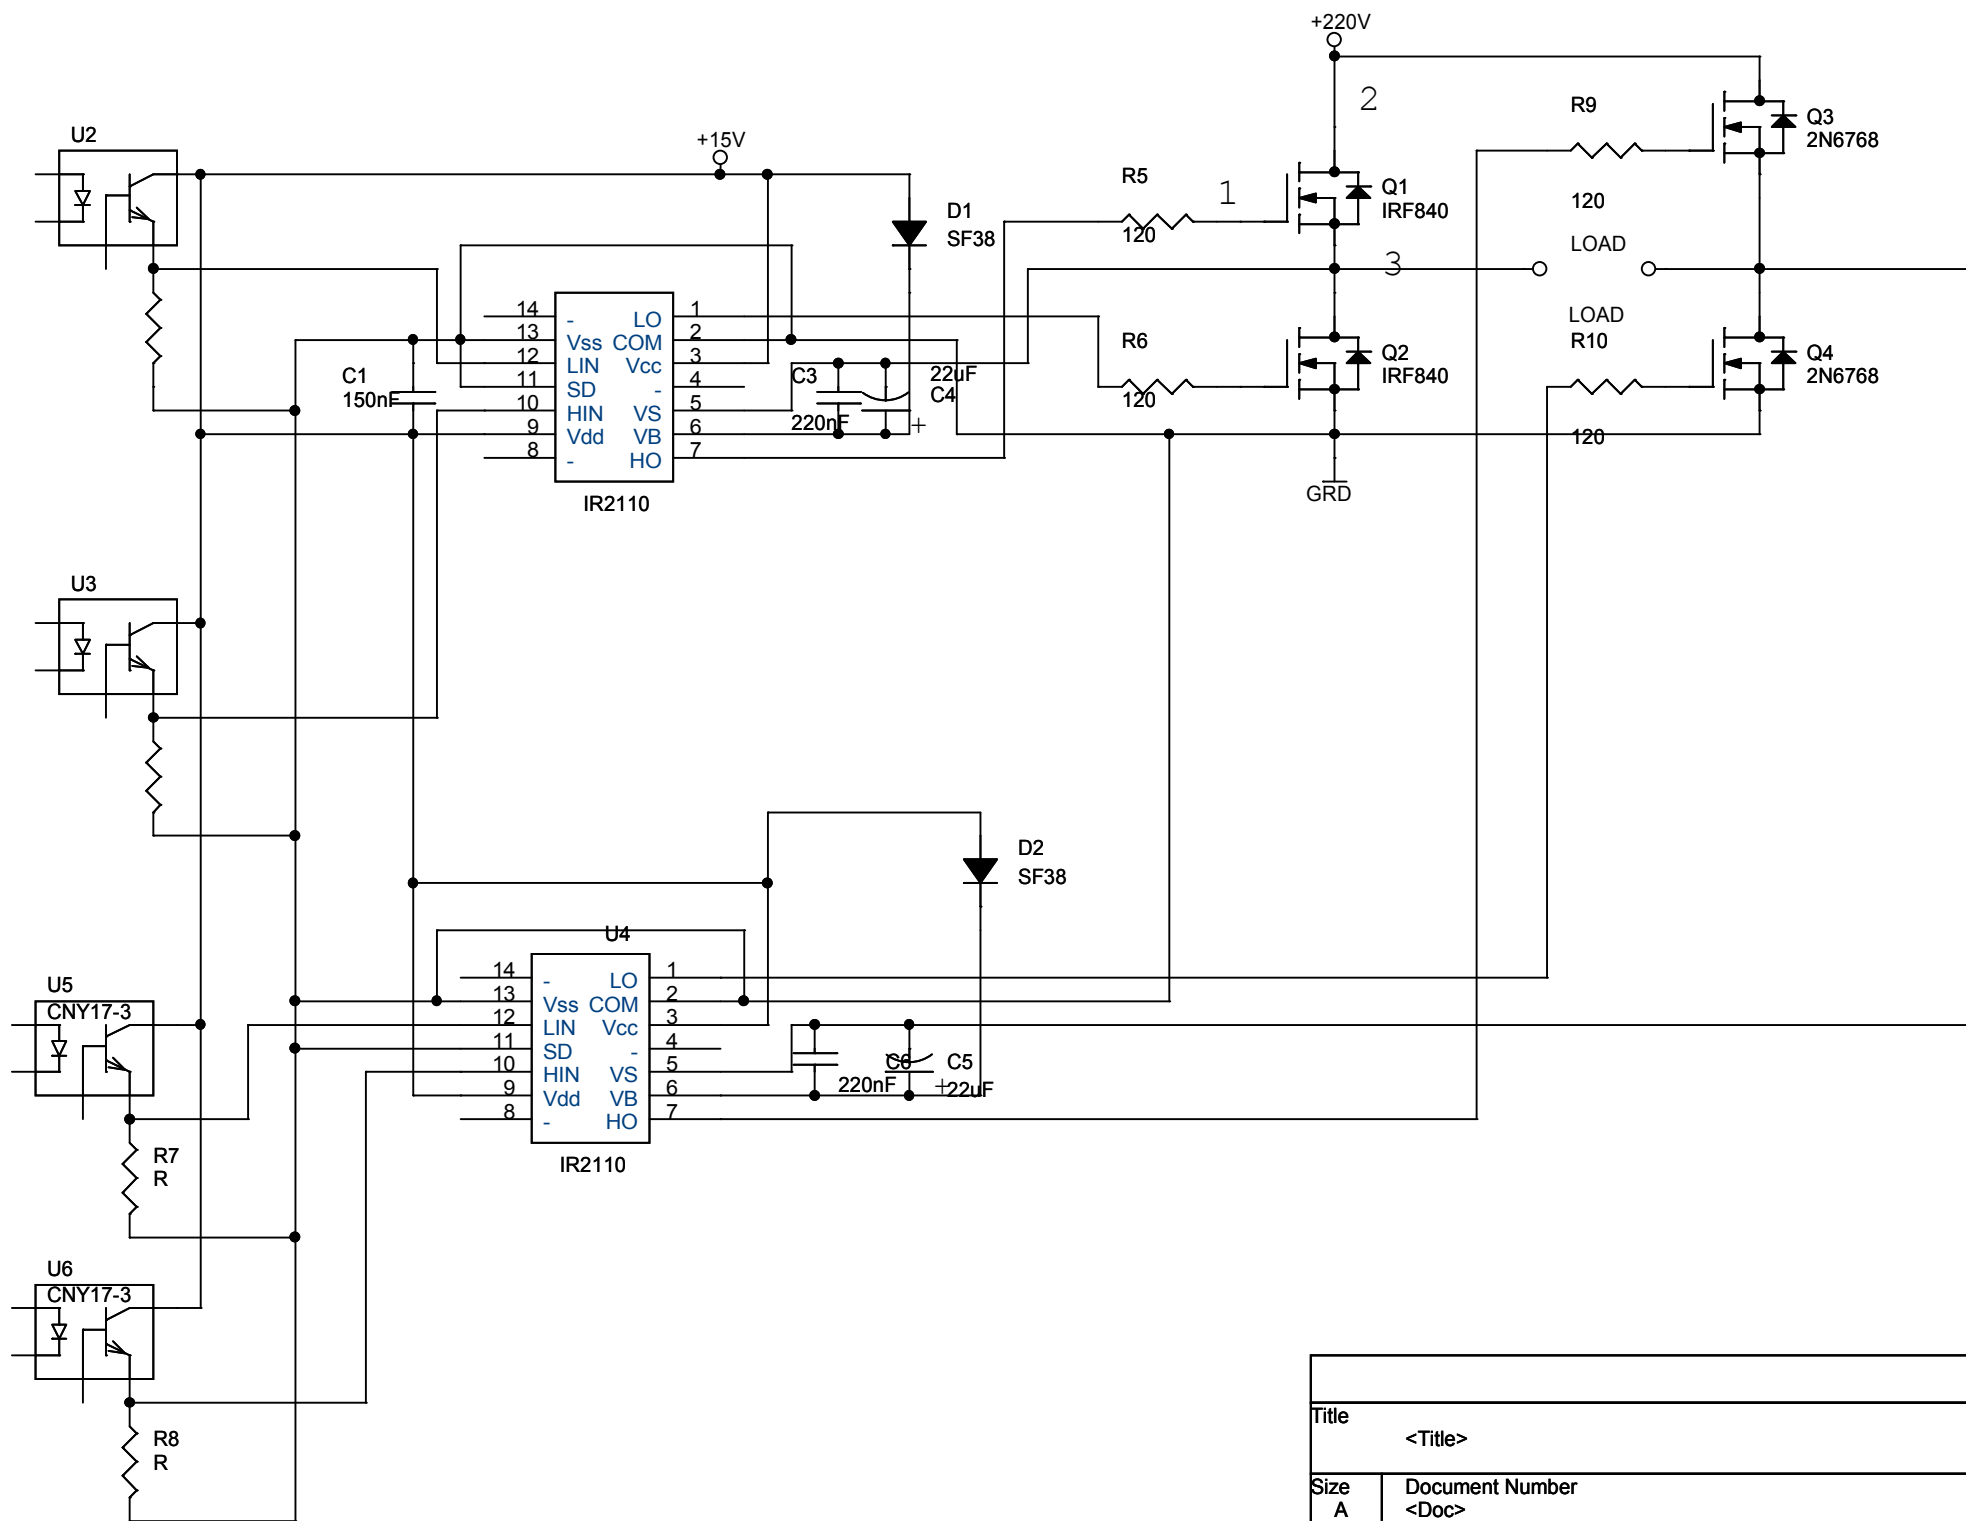 +220V
2
R9
Q3
2N6768
U2
+15V
R5
1
Q1
IRF840
D1
SF38
120
120
LOAD
3
14 - LO 1
13 Vss COM 2
12 LIN Vcc 3
11 SD - 4
10 HIN VS 5
9 Vdd VB 6
8 - HO 7
IR2110
C1
150nF
C3
220nF
22uF
C4
+
R6
120
Q2
IRF840
LOAD
R10
120
Q4
2N6768
GRD
U3
D2
SF38
U4
14 - LO 1
13 Vss COM 2
12 LIN Vcc 3
11 SD - 4
10 HIN VS 5
9 Vdd VB 6
8 - HO 7
IR2110
C6
220nF
C5
+
22uF
U5
CNY17-3
R7
R
U6
CNY17-3
R8
R
Title
<Title>
Size
A
Document Number
<Doc>